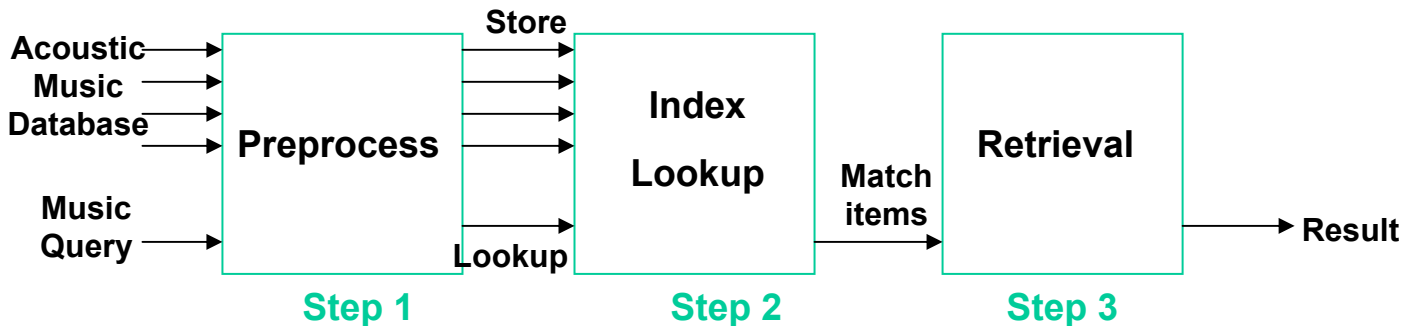 Acoustic
Music
Database
Music
Query
Preprocess
Step 1
Store
Lookup
Index
Lookup
Step 2
Match
items
Retrieval
Step 3
Result